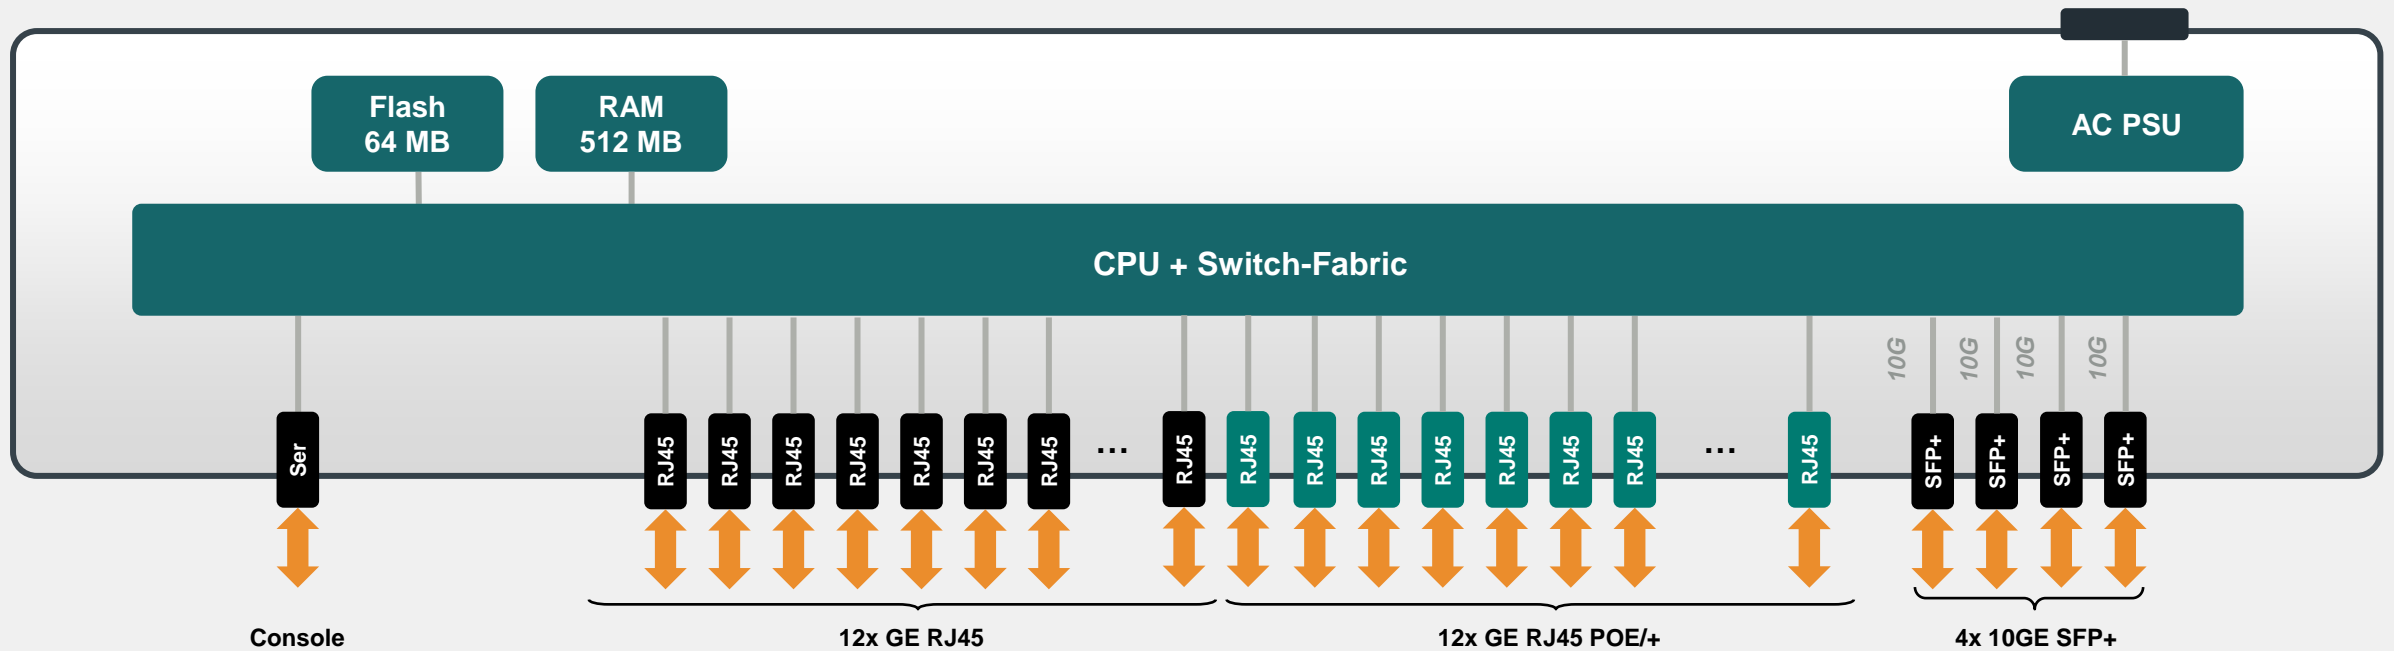 Flash
64 MB
RAM
512 MB
AC PSU
CPU + Switch-Fabric
10G
10G
10G
10G
Ser
RJ45
RJ45
RJ45
RJ45
RJ45
RJ45
RJ45
...
RJ45
RJ45
RJ45
RJ45
RJ45
RJ45
RJ45
RJ45
...
RJ45
SFP+
SFP+
SFP+
SFP+
Console
12x GE RJ45
12x GE RJ45 POE/+
4x 10GE SFP+